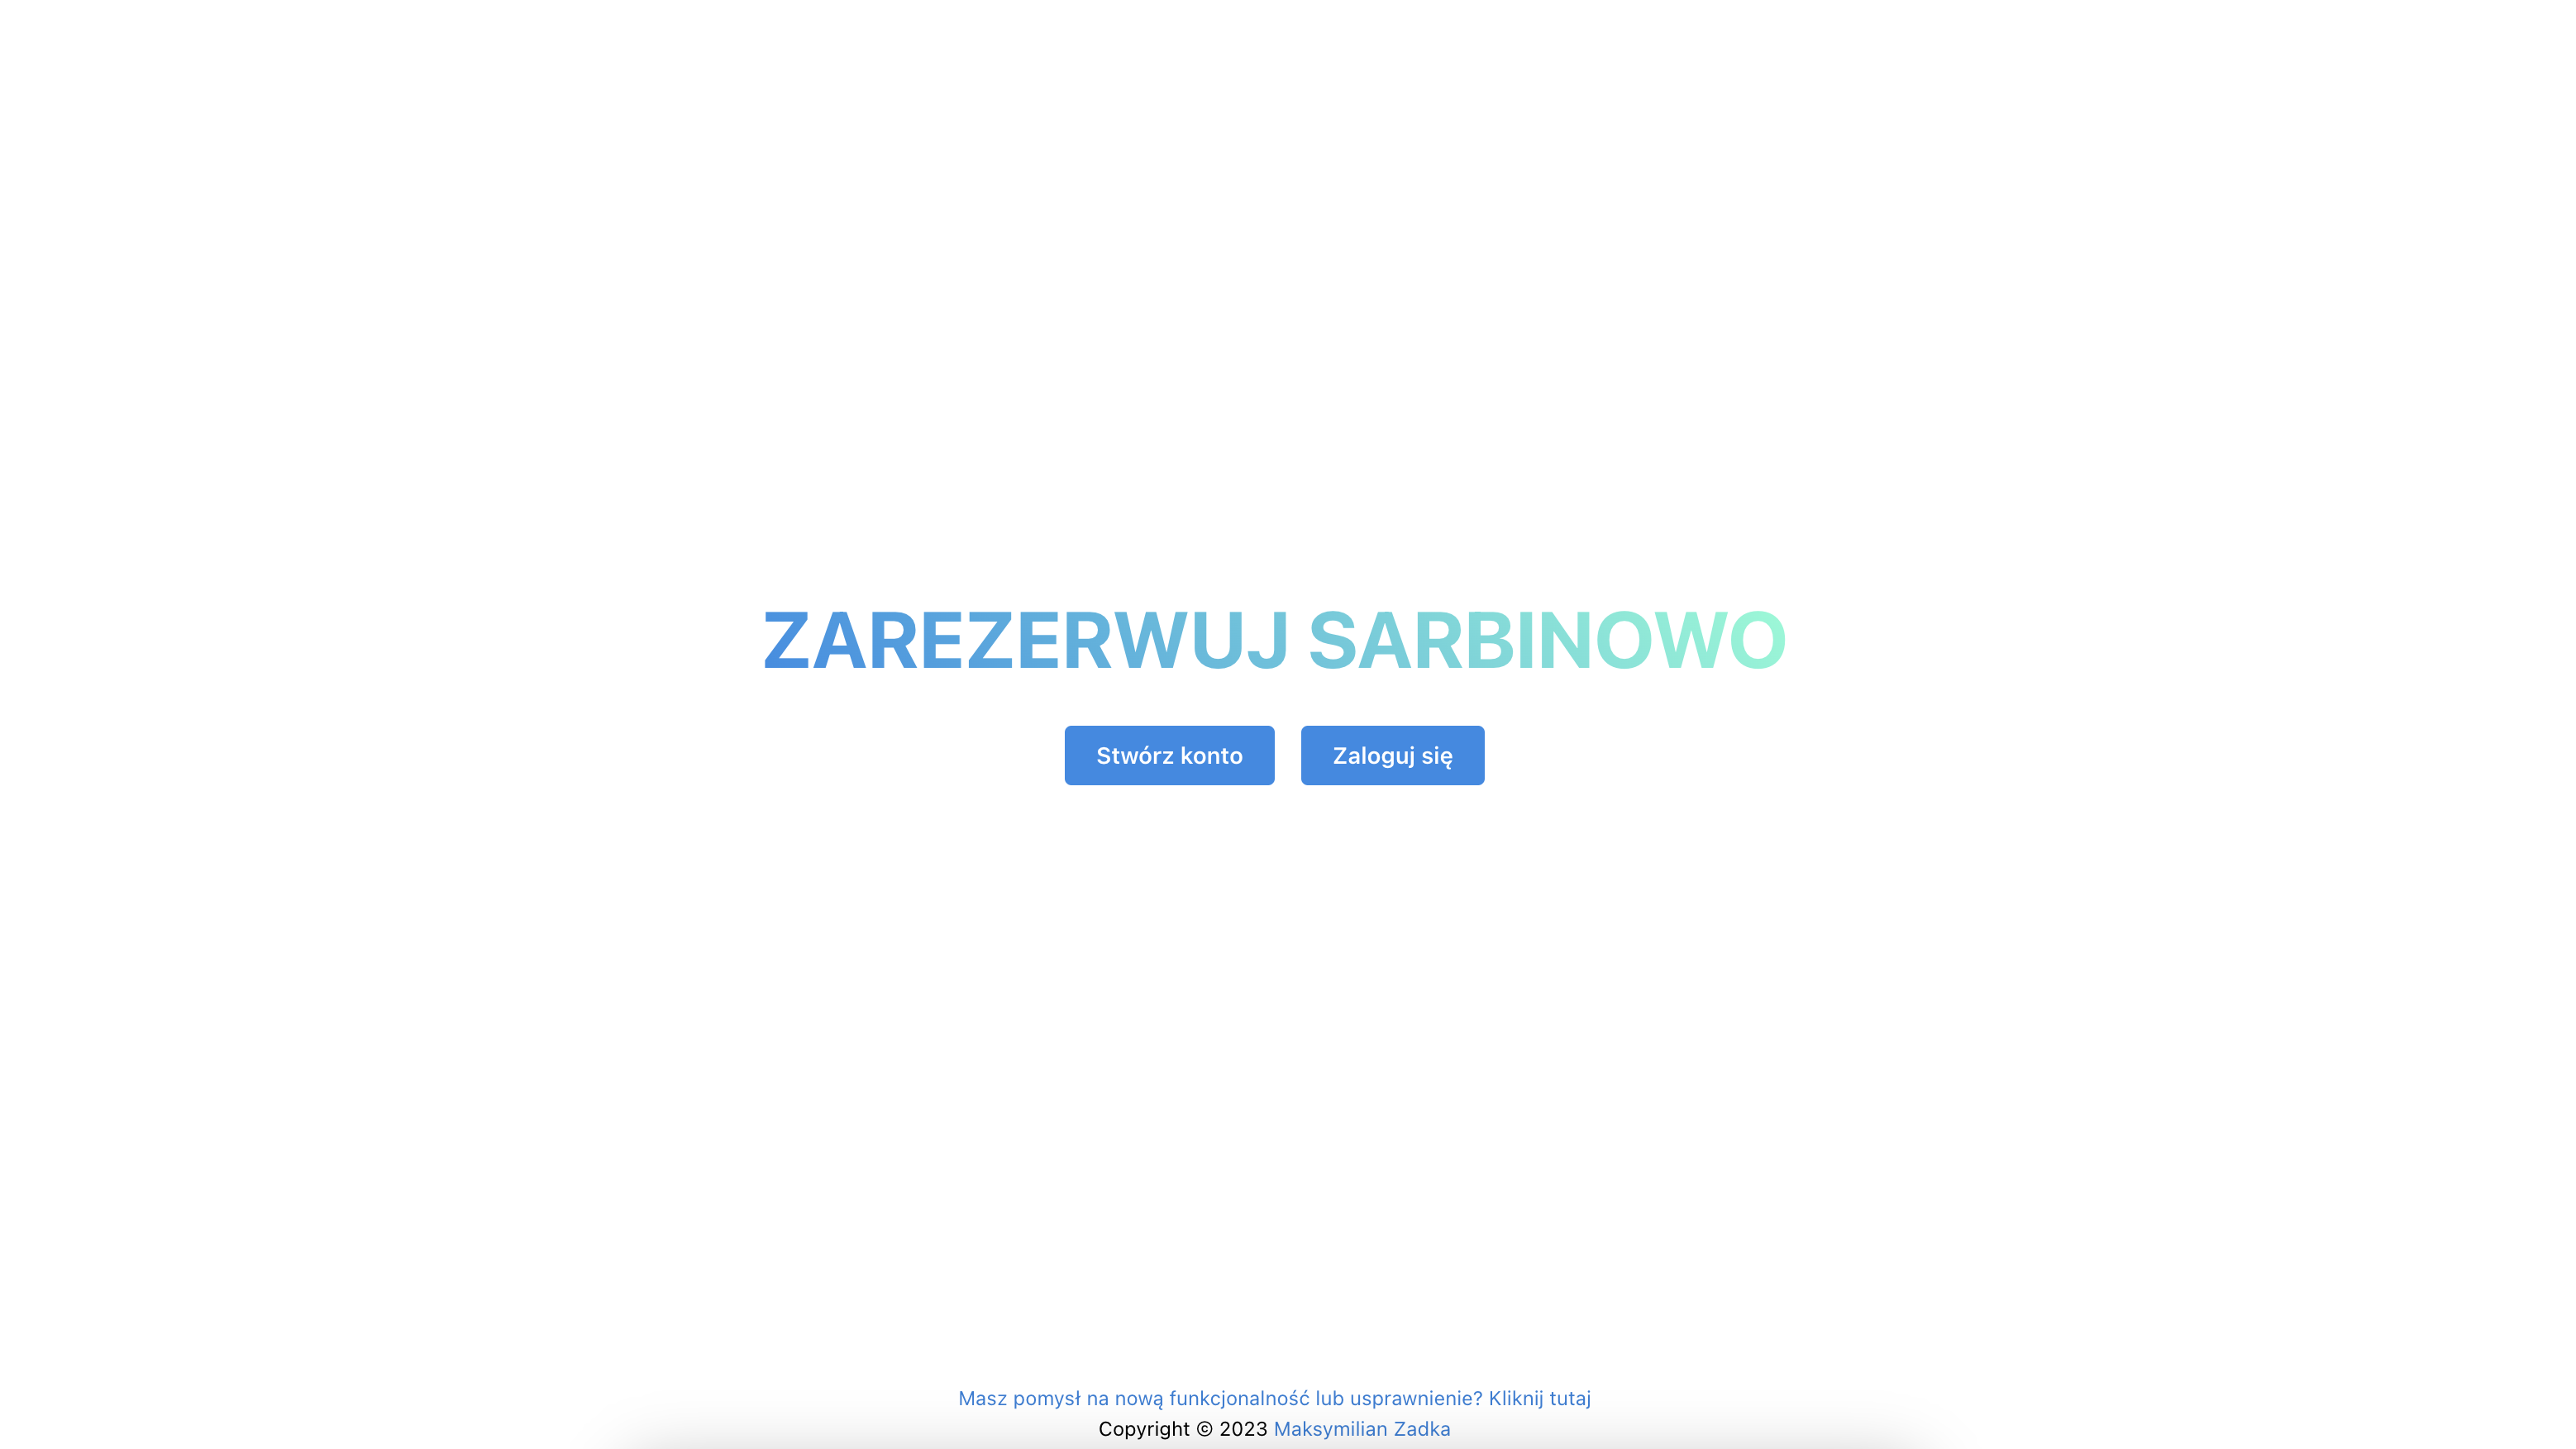 ZAREZERWUJ SARBINOWO
Stwórz konto Zaloguj się
Masz pomysł na nową funkcjonalność lub usprawnienie? Kliknij tutaj
Copyright © 2023 Maksymilian Zadka